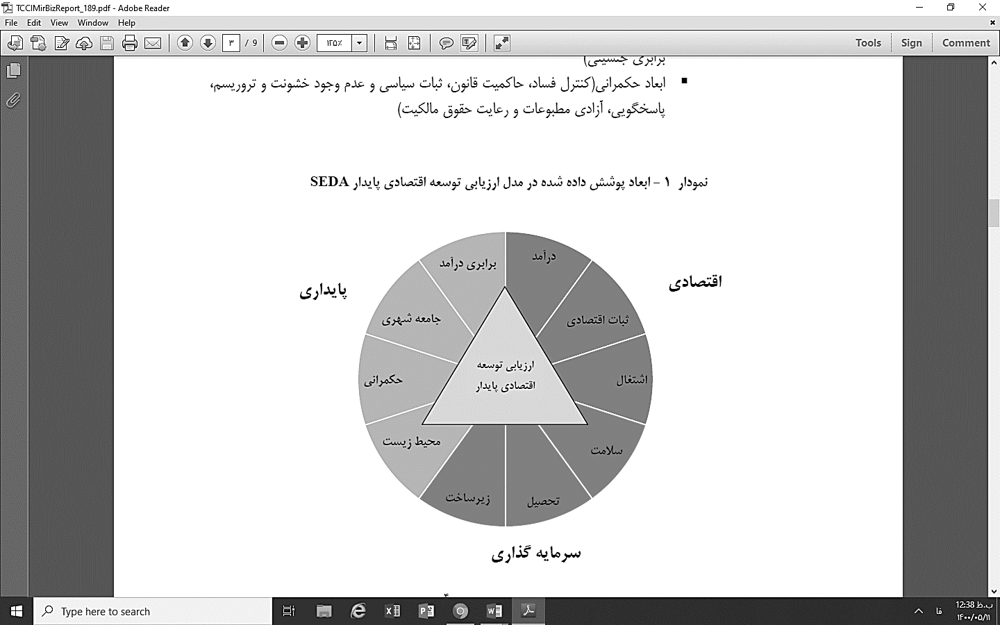 TCCIMirBizReport_189.pdf - Adobe Reader
File Edit View Window Help
۳ / 9
۱۲۵٪
Tools Sign Comment
برابری جنسیتی)
▪ ابعاد حکمرانی(کنترل فساد، حاکمیت قانون، ثبات سیاسی و عدم وجود خشونت و تروریسم،
پاسخگویی، آزادی مطبوعات و رعایت حقوق مالکیت)
نمودار ۱ – ابعاد پوشش داده شده در مدل ارزیابی توسعه اقتصادی پایدار SEDA
اقتصادی
درآمد
ثبات اقتصادی
اشتغال
سلامت
تحصیل
زیرساخت
سرمایه گذاری
محیط زیست
حکمرانی
جامعه شهری
برابری درآمد
پایداری
ارزیابی توسعه
اقتصادی پایدار
۴
Type here to search
فا
12:38 ب.ظ
۱۴۰۰/۰۵/۱۱